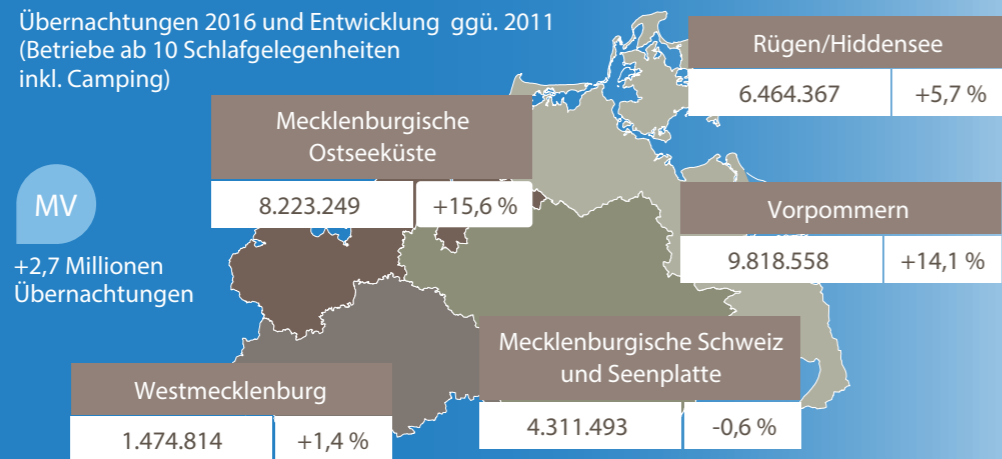 Übernachtungen 2016 und Entwicklung ggü. 2011
(Betriebe ab 10 Schlafgelegenheiten
inkl. Camping)
Rügen/Hiddensee
6.464.367 +5,7 %
Mecklenburgische
Ostseeküste
8.223.249 +15,6 %
MV
+2,7 Millionen
Übernachtungen
Vorpommern
9.818.558 +14,1 %
Mecklenburgische Schweiz
und Seenplatte
4.311.493 -0,6 %
Westmecklenburg
1.474.814 +1,4 %